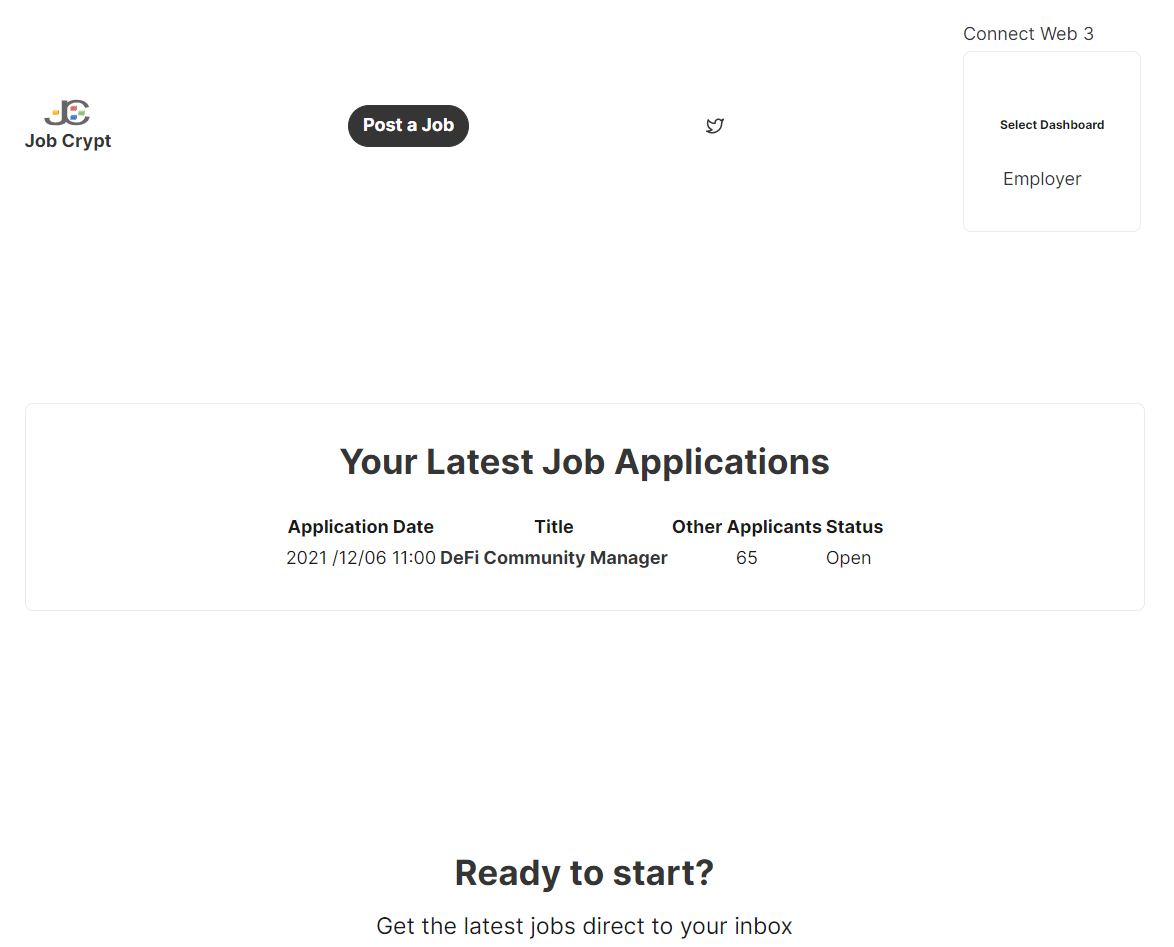 Connect Web 3
JC
Job Crypt
Post a Job
Select Dashboard
Employer
Your Latest Job Applications
Application Date Title Other Applicants Status
2021 /12/06 11:00 DeFi Community Manager 65 Open
Ready to start?
Get the latest jobs direct to your inbox